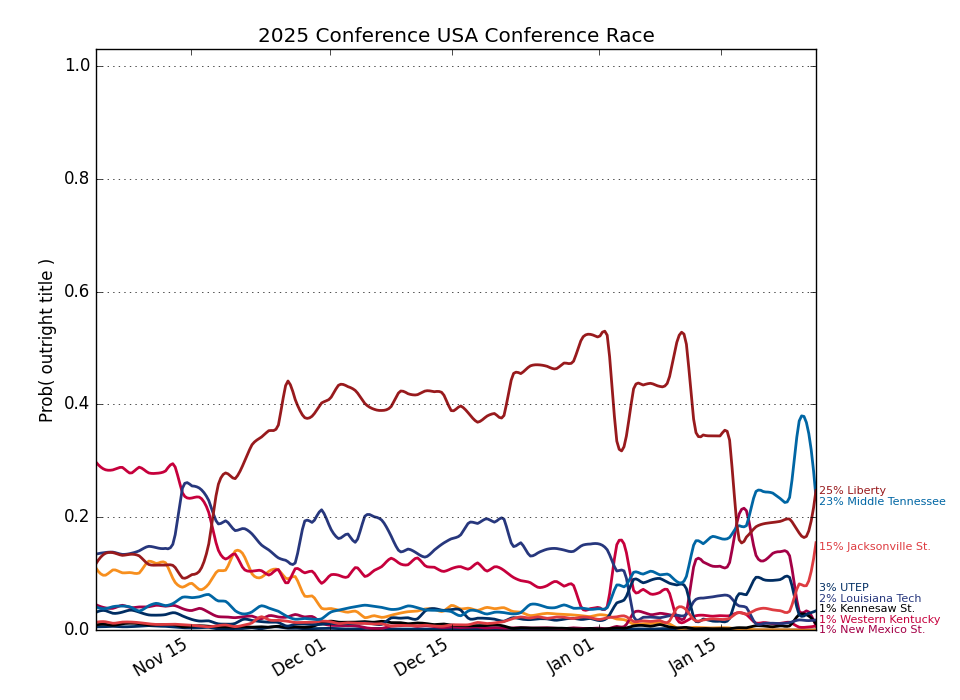 2025 Conference USA Conference Race
Prob( outright title )
1.0
0.8
0.6
0.4
0.2
0.0
Nov 15
Dec 01
Dec 15
Jan 01
Jan 15
25% Liberty
23% Middle Tennessee
15% Jacksonville St.
3% UTEP
2% Louisiana Tech
1% Kennesaw St.
1% Western Kentucky
1% New Mexico St.